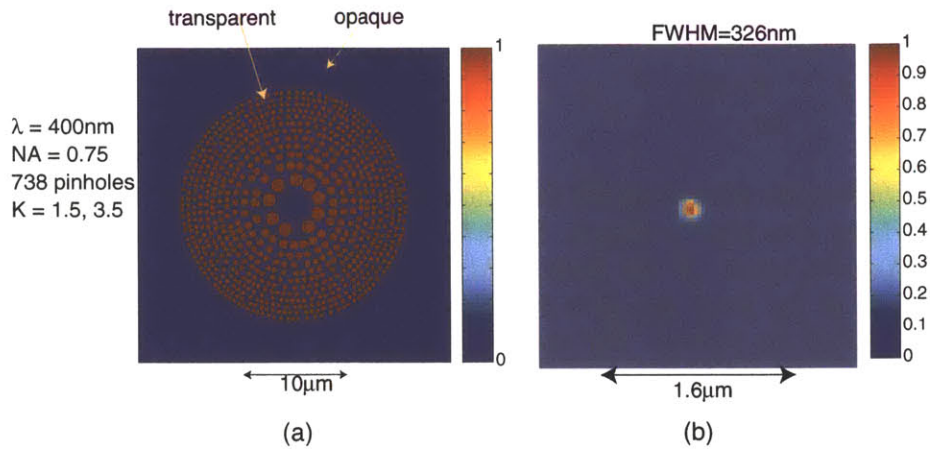 transparent opaque
FWHM=326nm
λ = 400nm
NA = 0.75
738 pinholes
K = 1.5, 3.5
1
0
1
0.9
0.8
0.7
0.6
0.5
0.4
0.3
0.2
0.1
0
10μm
1.6μm
(a)
(b)